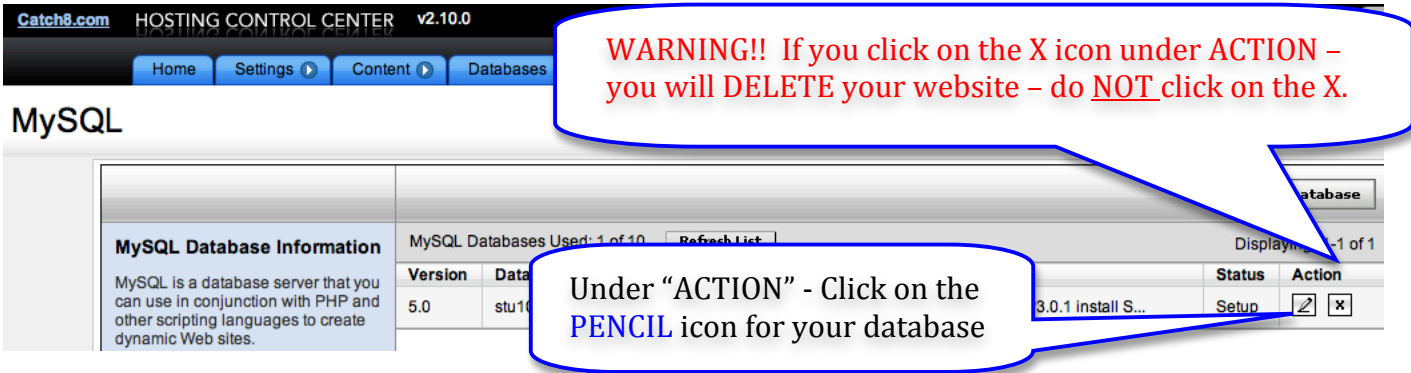 Catch8.com HOSTING CONTROL CENTER v2.10.0
WARNING!! If you click on the X icon under ACTION –
you will DELETE your website – do NOT click on the X.
Home Settings Content Databases
MySQL
MySQL Database Information
MySQL is a database server that you
can use in conjunction with PHP and
other scripting languages to create
dynamic Web sites.
MySQL Databases Used: 1 of 10 Refresh List
Version
5.0
Under “ACTION” - Click on the
PENCIL icon for your database
3.0.1 install S...
-1 of 1
Status Action
Setup